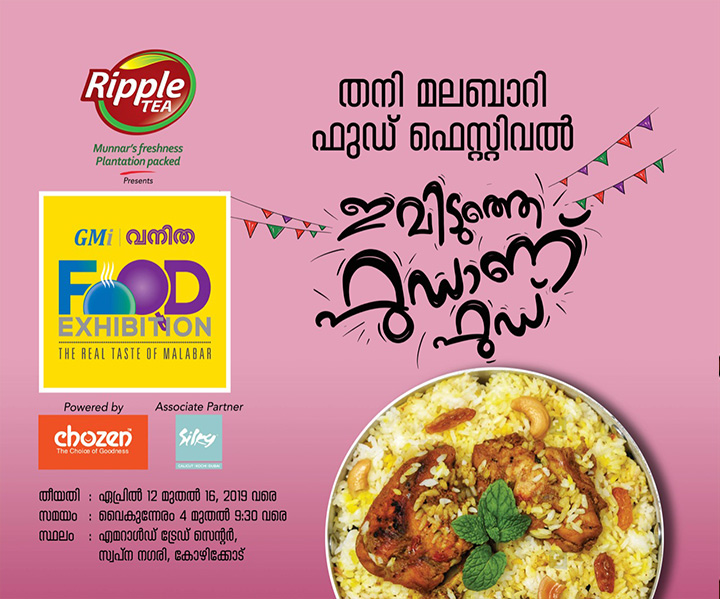 Ripple
TEA
Munnar's freshness
Plantation packed
Presents
GMi | വനിത
FOOD
EXHIBITION
THE REAL TASTE OF MALABAR
Powered by
chozen
The Choice of Goodness
Associate Partner
Silky
തനി മലബാറി
ഫുഡ് ഫെസ്റ്റിവൽ
ഇവിടുത്തെ
ഫുഡാണ്
ഫുഡ്
തീയതി : ഏപ്രിൽ 12 മുതൽ 16, 2019 വരെ
സമയം : വൈകുന്നേരം 4 മുതൽ 9:30 വരെ
സ്ഥലം : എമറാൾഡ് ട്രേഡ് സെന്റർ,
സ്വപ്ന നഗരി, കോഴിക്കോട്